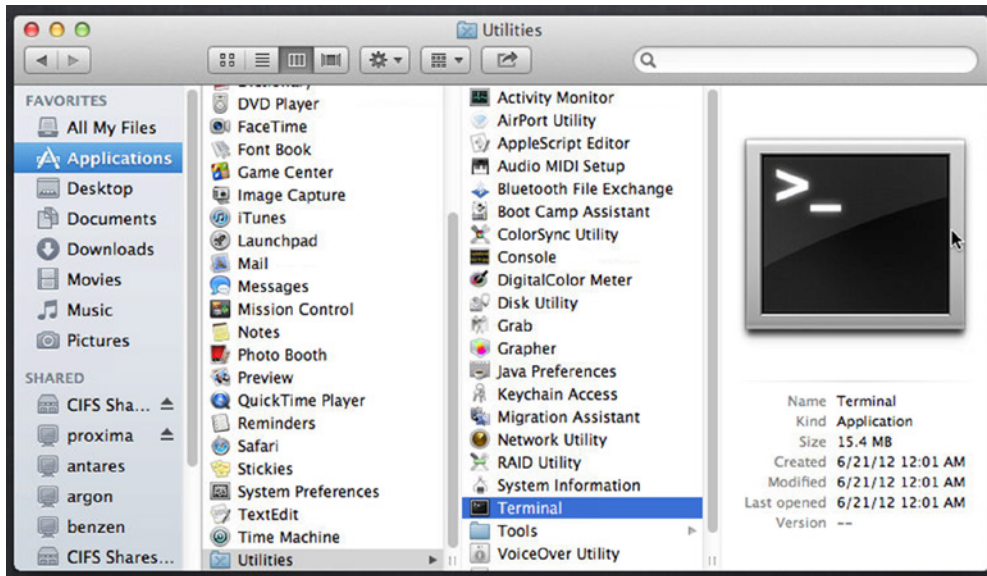 Utilities
FAVORITES
All My Files
Applications
Desktop
Documents
Downloads
Movies
Music
Pictures
SHARED
CIFS Sha...
proxima
antares
argon
benzen
CIFS Shares...
Dictionary
DVD Player
FaceTime
Font Book
Game Center
Image Capture
iTunes
Launchpad
Mail
Messages
Mission Control
Notes
Photo Booth
Preview
QuickTime Player
Reminders
Safari
Stickies
System Preferences
TextEdit
Time Machine
Utilities
Activity Monitor
AirPort Utility
AppleScript Editor
Audio MIDI Setup
Bluetooth File Exchange
Boot Camp Assistant
ColorSync Utility
Console
DigitalColor Meter
Disk Utility
Grab
Grapher
Java Preferences
Keychain Access
Migration Assistant
Network Utility
RAID Utility
System Information
Terminal
Tools
VoiceOver Utility
>_
Name Terminal
Kind Application
Size 15.4 MB
Created 6/21/12 12:01 AM
Modified 6/21/12 12:01 AM
Last opened 6/21/12 12:01 AM
Version --